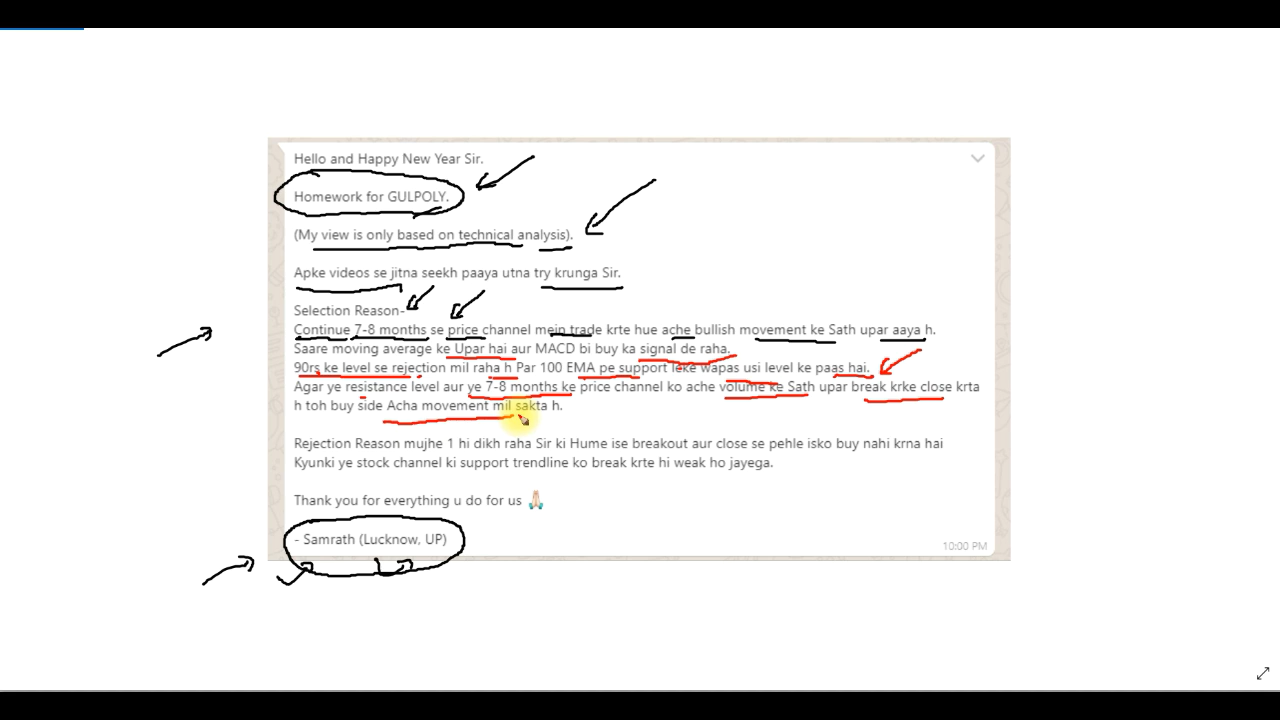 Hello and Happy New Year Sir.
Homework for GULPOLY.
(My view is only based on technical analysis).
Apke videos se jitna seekh paaya utna try krunga Sir.
Selection Reason-
Continue 7-8 months se price channel mein trade krte hue ache bullish movement ke Sath upar aaya h.
Saare moving average ke Upar hai aur MACD bi buy ka signal de raha.
90rs ke level se rejection mil raha h Par 100 EMA pe support leke wapas usi level ke paas hai.
Agar ye resistance level aur ye 7-8 months ke price channel ko ache volume ke Sath upar break krke close krta
h toh buy side Acha movement mil sakta h.
Rejection Reason mujhe 1 hi dikh raha Sir ki Hume ise breakout aur close se pehle isko buy nahi krna hai
Kyunki ye stock channel ki support trendline ko break krte hi weak ho jayega.
Thank you for everything u do for us 🙏🏻
- Samrath (Lucknow, UP)
10:00 PM